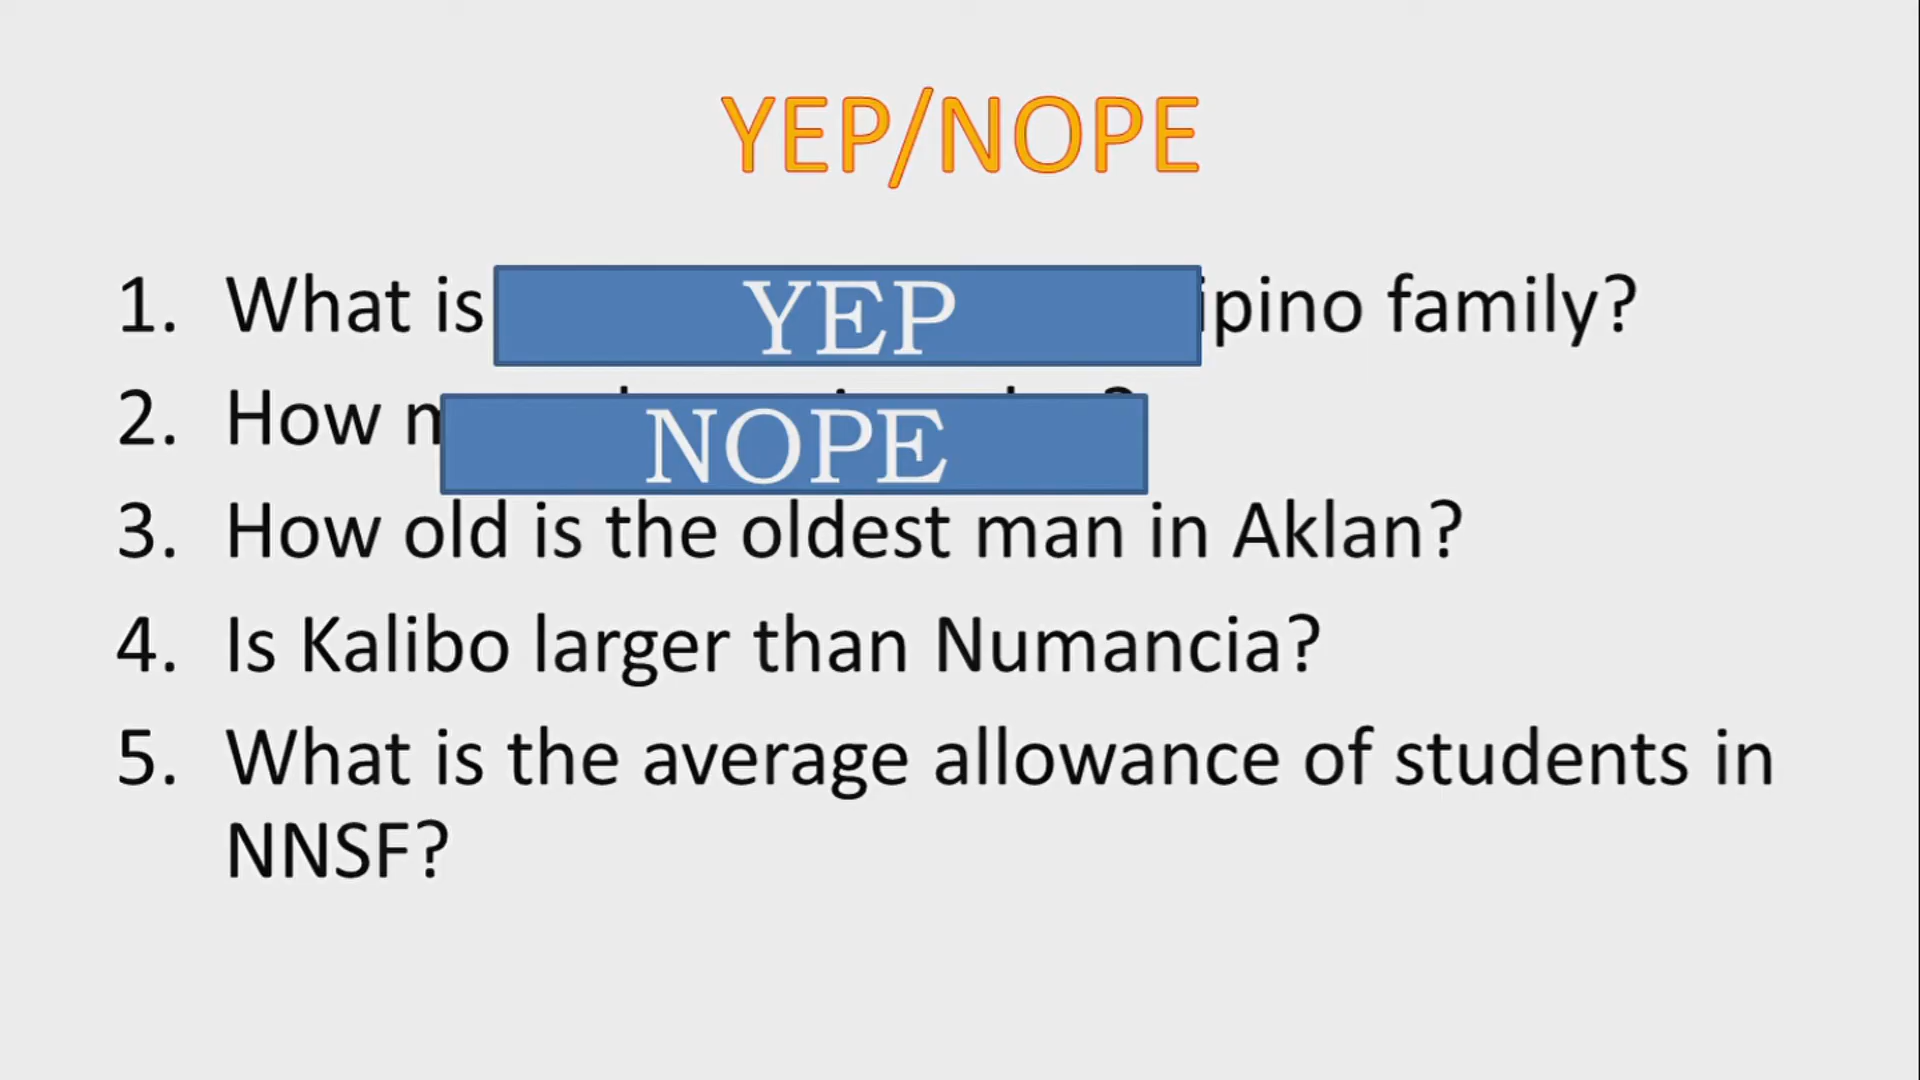 YEP/NOPE
1. What is YEP ipino family?
2. How NOPE
3. How old is the oldest man in Aklan?
4. Is Kalibo larger than Numancia?
5. What is the average allowance of students in
NNSF?